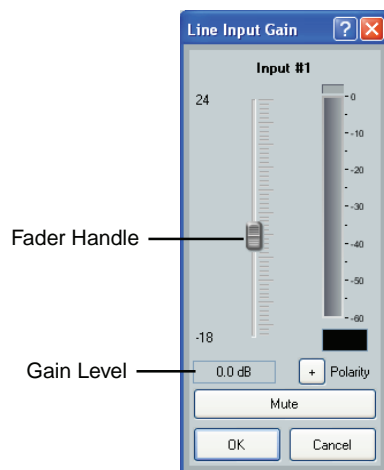 Line Input Gain ?
Input #1
24
0
-10
-20
-30
Fader Handle
-40
-50
-18
-60
Gain Level
0.0 dB
+ Polarity
Mute
OK Cancel